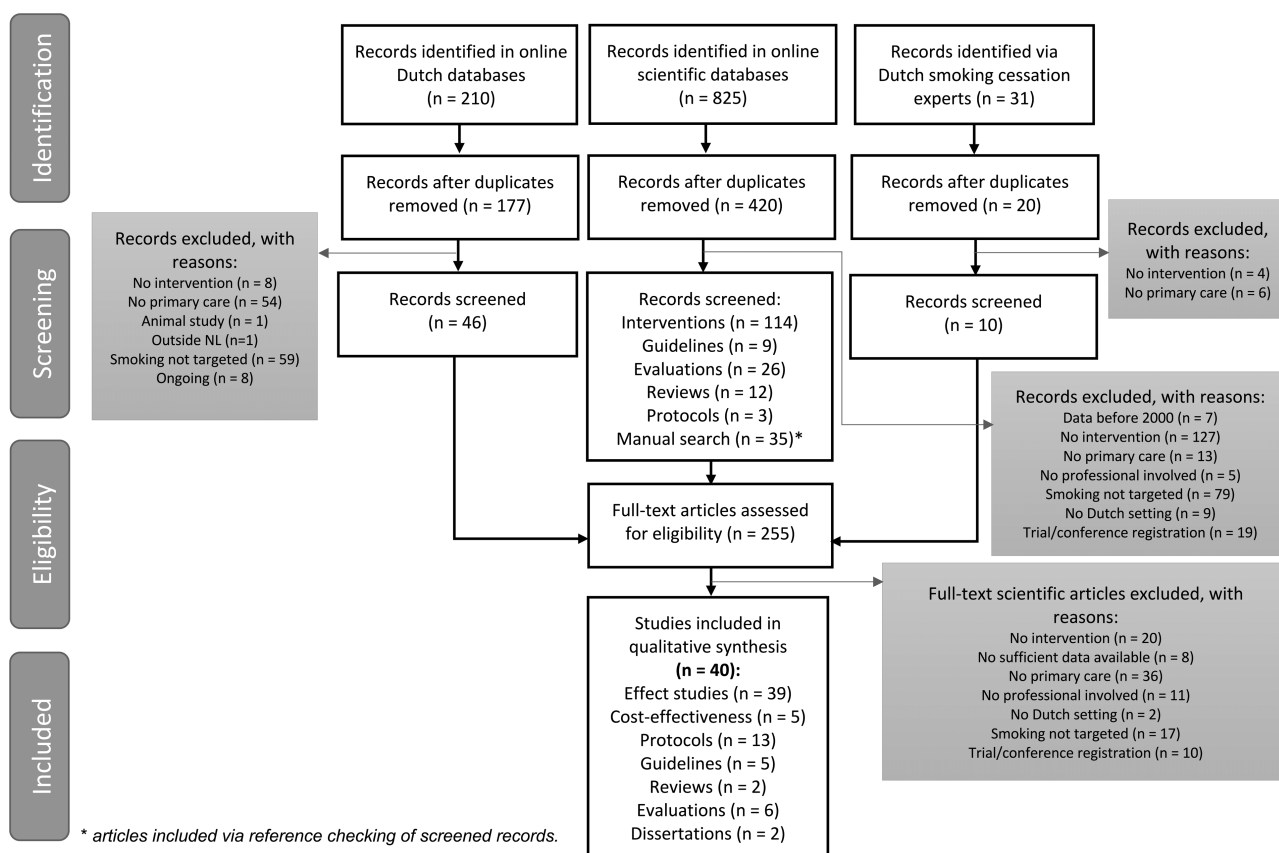 Identification
Records identified in online
Dutch databases
(n = 210)
Records identified in online
scientific databases
(n = 825)
Records identified via
Dutch smoking cessation
experts (n = 31)
Records after duplicates
removed (n = 177)
Records after duplicates
removed (n = 420)
Records after duplicates
removed (n = 20)
Screening
Records excluded, with
reasons:
No intervention (n = 8)
No primary care (n = 54)
Animal study (n = 1)
Outside NL (n=1)
Smoking not targeted (n = 59)
Ongoing (n = 8)
Records screened
(n = 46)
Records screened:
Interventions (n = 114)
Guidelines (n = 9)
Evaluations (n = 26)
Reviews (n = 12)
Protocols (n = 3)
Manual search (n = 35)*
Records screened
(n = 10)
Records excluded,
with reasons:
No intervention (n = 4)
No primary care (n = 6)
Records excluded, with reasons:
Data before 2000 (n = 7)
No intervention (n = 127)
No primary care (n = 13)
No professional involved (n = 5)
Smoking not targeted (n = 79)
No Dutch setting (n = 9)
Trial/conference registration (n = 19)
Eligibility
Full-text articles assessed
for eligibility (n = 255)
Full-text scientific articles excluded, with
reasons:
No intervention (n = 20)
No sufficient data available (n = 8)
No primary care (n = 36)
No professional involved (n = 11)
No Dutch setting (n = 2)
Smoking not targeted (n = 17)
Trial/conference registration (n = 10)
Included
Studies included in
qualitative synthesis
(n = 40):
Effect studies (n = 39)
Cost-effectiveness (n = 5)
Protocols (n = 13)
Guidelines (n = 5)
Reviews (n = 2)
Evaluations (n = 6)
Dissertations (n = 2)
* articles included via reference checking of screened records.